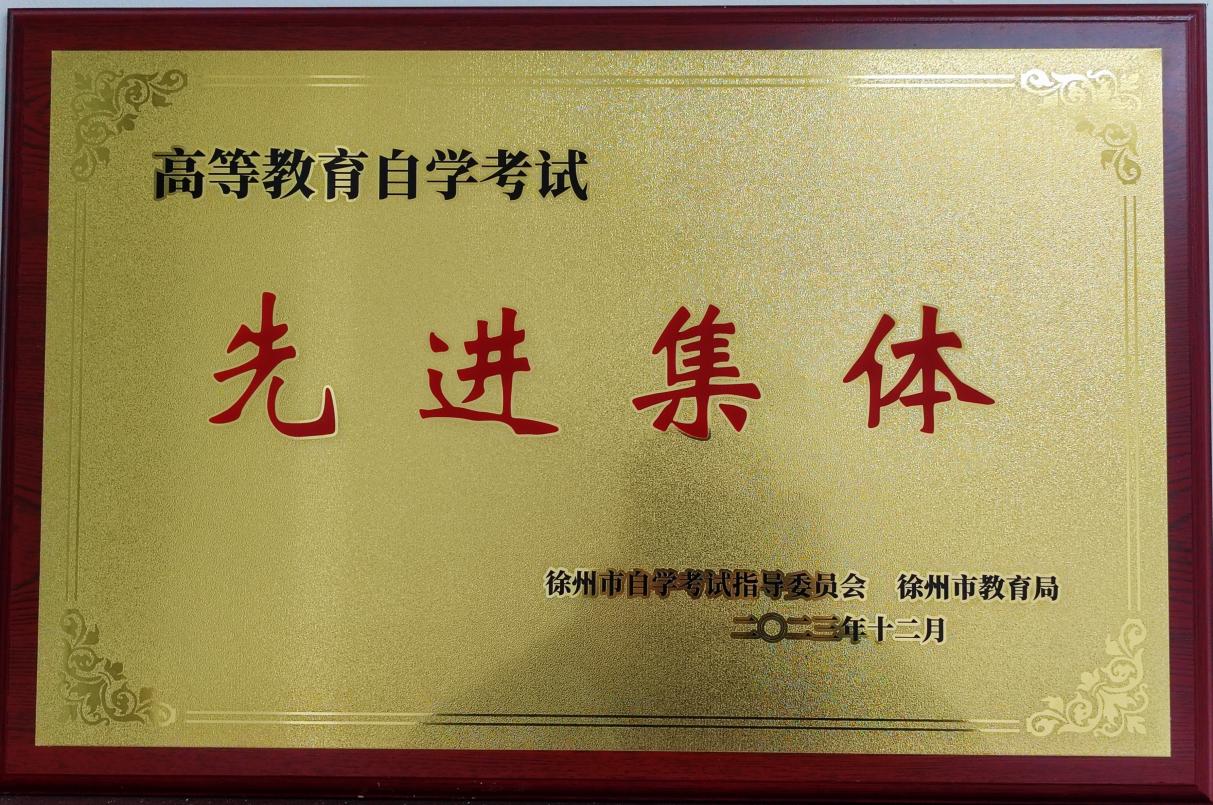 高等教育自学考试
先进集体
徐州市自学考试指导委员会 徐州市教育局
二〇二三年十二月